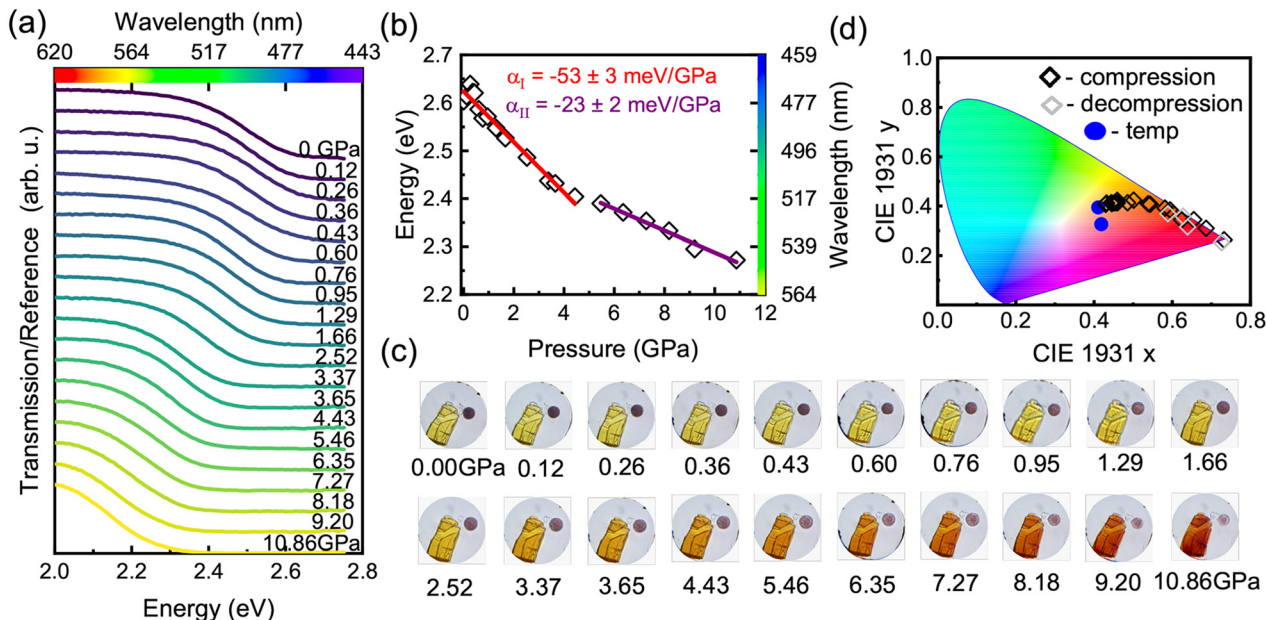 (a)
Wavelength (nm)
620 564 517 477 443
Transmission/Reference (arb. u.)
0 GPa
0.12
0.26
0.36
0.43
0.60
0.76
0.95
1.29
1.66
2.52
3.37
3.65
4.43
5.46
6.35
7.27
8.18
9.20
10.86GPa
2.0 2.2 2.4 2.6 2.8
Energy (eV)
(b)
2.7
2.6
2.5
2.4
2.3
2.2
Energy (eV)
αI = -53 ± 3 meV/GPa
αII = -23 ± 2 meV/GPa
0 2 4 6 8 10 12
Pressure (GPa)
459
477
496
517
539
564
Wavelength (nm)
(d)
1.0
0.8
0.6
0.4
0.2
CIE 1931 y
- compression
- decompression
- temp
0.0 0.2 0.4 0.6 0.8
CIE 1931 x
(c)
0.00GPa 0.12 0.26 0.36 0.43 0.60 0.76 0.95 1.29 1.66
2.52 3.37 3.65 4.43 5.46 6.35 7.27 8.18 9.20 10.86GPa